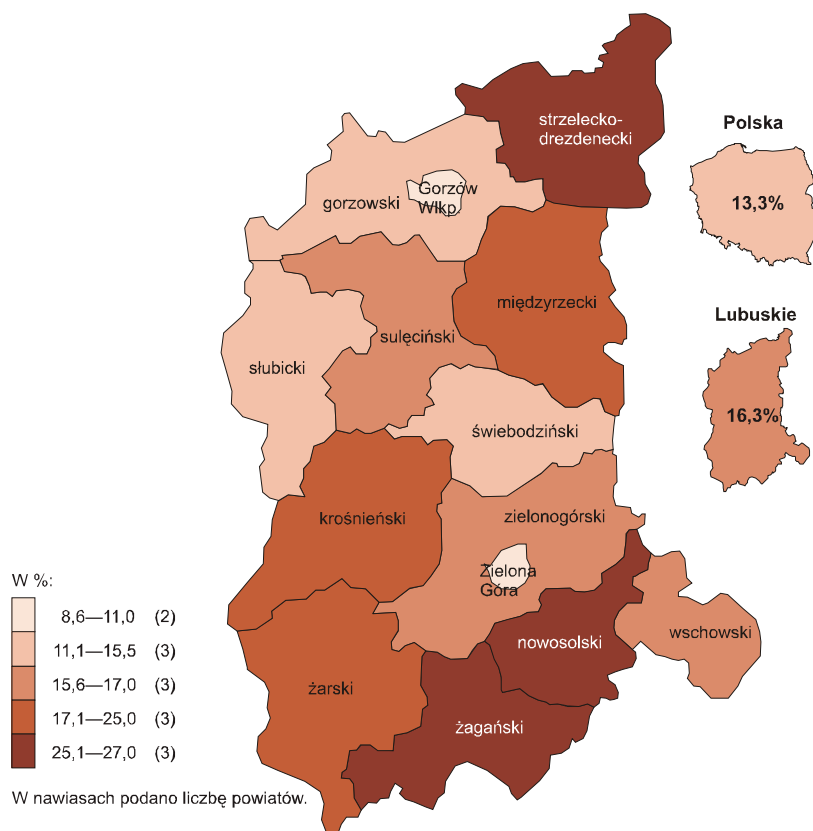 strzelecko-
drezdenecki
Polska
13,3%
gorzowski
Gorzów
Wlkp.
międzyrzecki
Lubuskie
16,3%
sulęciński
słubicki
świebodziński
krośnieński
zielonogórski
Zielona
Góra
nowosolski
wschowski
żarski
żagański
W %:
8,6—11,0 (2)
11,1—15,5 (3)
15,6—17,0 (3)
17,1—25,0 (3)
25,1—27,0 (3)
W nawiasach podano liczbę powiatów.